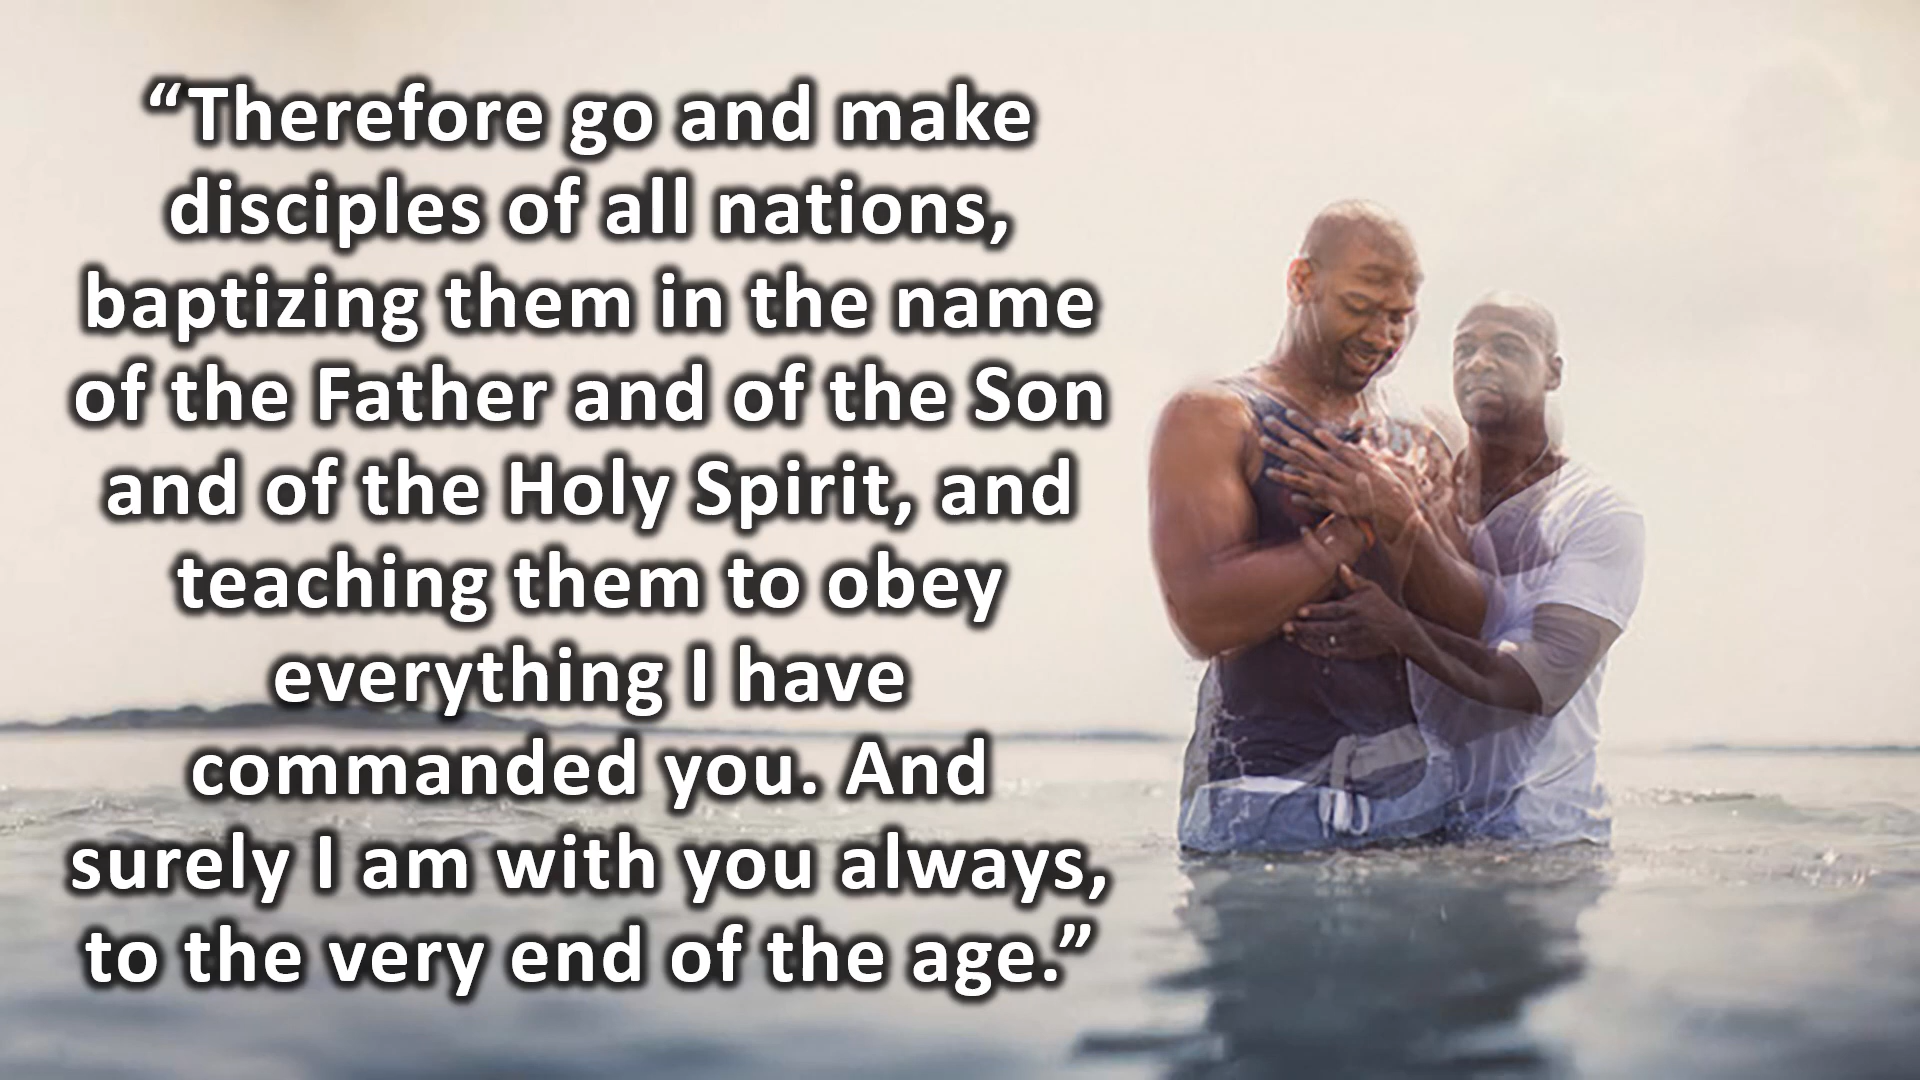 “Therefore go and make
disciples of all nations,
baptizing them in the name
of the Father and of the Son
and of the Holy Spirit, and
teaching them to obey
everything I have
commanded you. And
surely I am with you always,
to the very end of the age.”